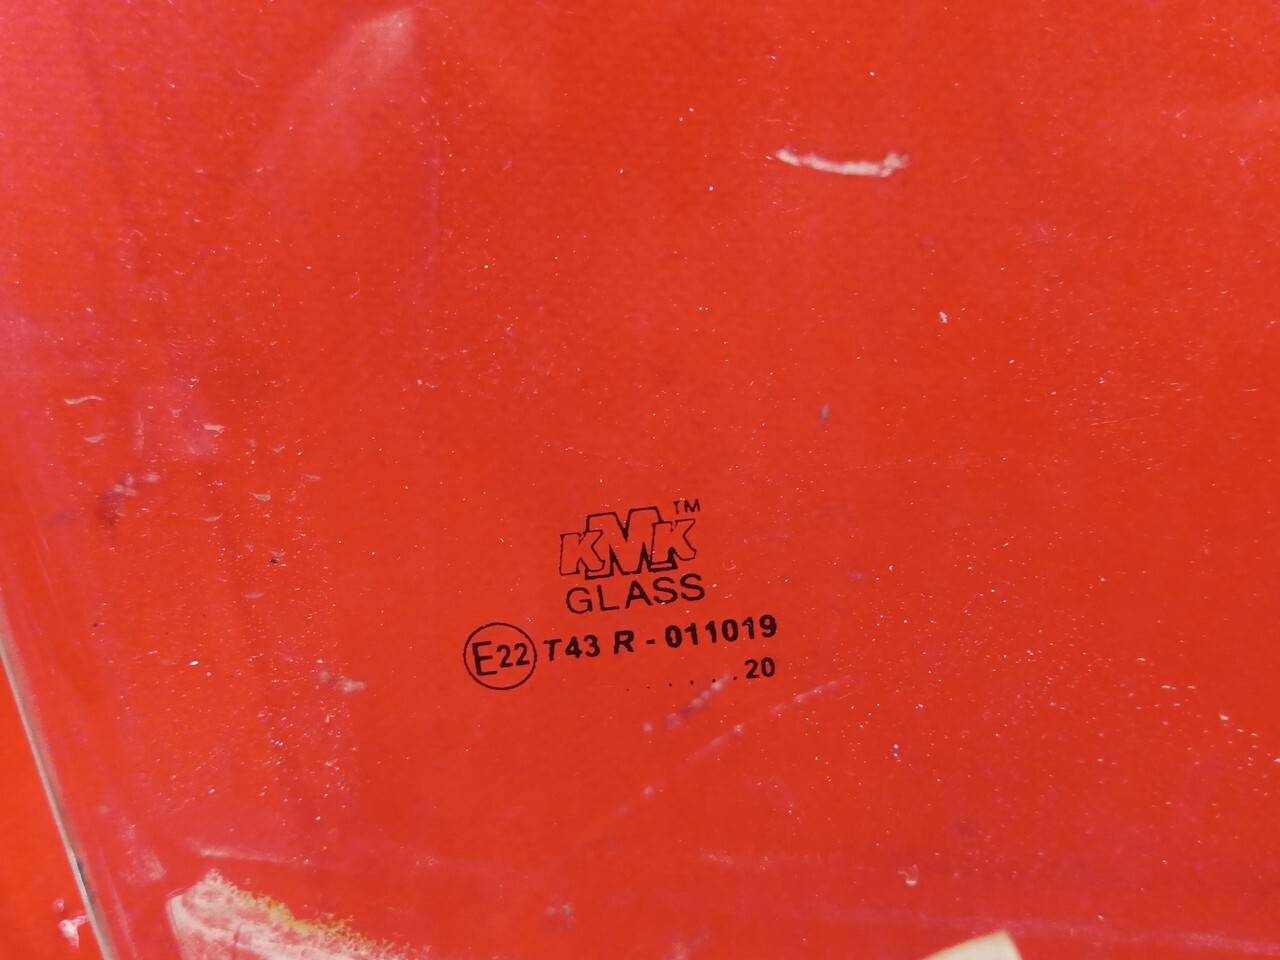 KMK™
GLASS
E22 T43 R - 011019
. . . . . . 20